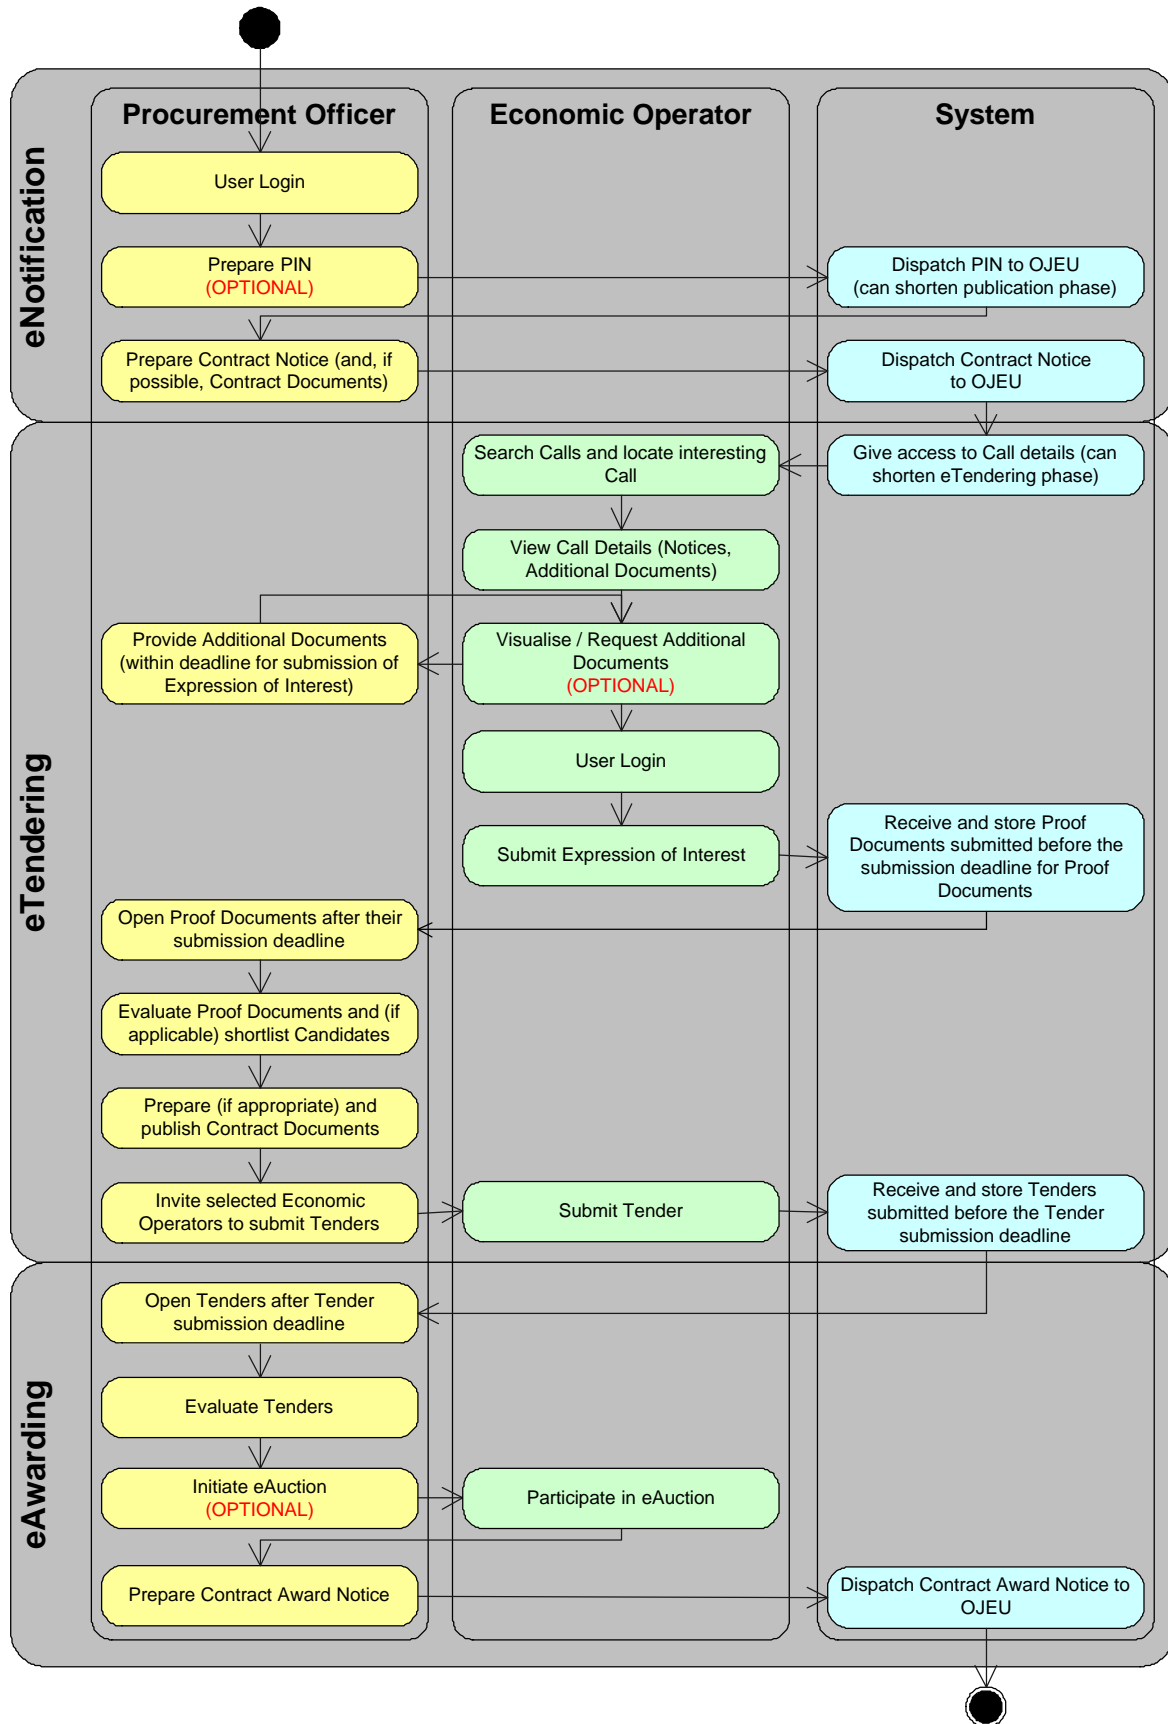 Procurement Officer
Economic Operator
System
eNotification
User Login
Prepare PIN
(OPTIONAL)
Dispatch PIN to OJEU
(can shorten publication phase)
Prepare Contract Notice (and, if
possible, Contract Documents)
Dispatch Contract Notice
to OJEU
eTendering
Search Calls and locate interesting
Call
Give access to Call details (can
shorten eTendering phase)
View Call Details (Notices,
Additional Documents)
Provide Additional Documents
(within deadline for submission of
Expression of Interest)
Visualise / Request Additional
Documents
(OPTIONAL)
User Login
Submit Expression of Interest
Receive and store Proof
Documents submitted before the
submission deadline for Proof
Documents
Open Proof Documents after their
submission deadline
Evaluate Proof Documents and (if
applicable) shortlist Candidates
Prepare (if appropriate) and
publish Contract Documents
Invite selected Economic
Operators to submit Tenders
Submit Tender
Receive and store Tenders
submitted before the Tender
submission deadline
eAwarding
Open Tenders after Tender
submission deadline
Evaluate Tenders
Initiate eAuction
(OPTIONAL)
Participate in eAuction
Prepare Contract Award Notice
Dispatch Contract Award Notice to
OJEU